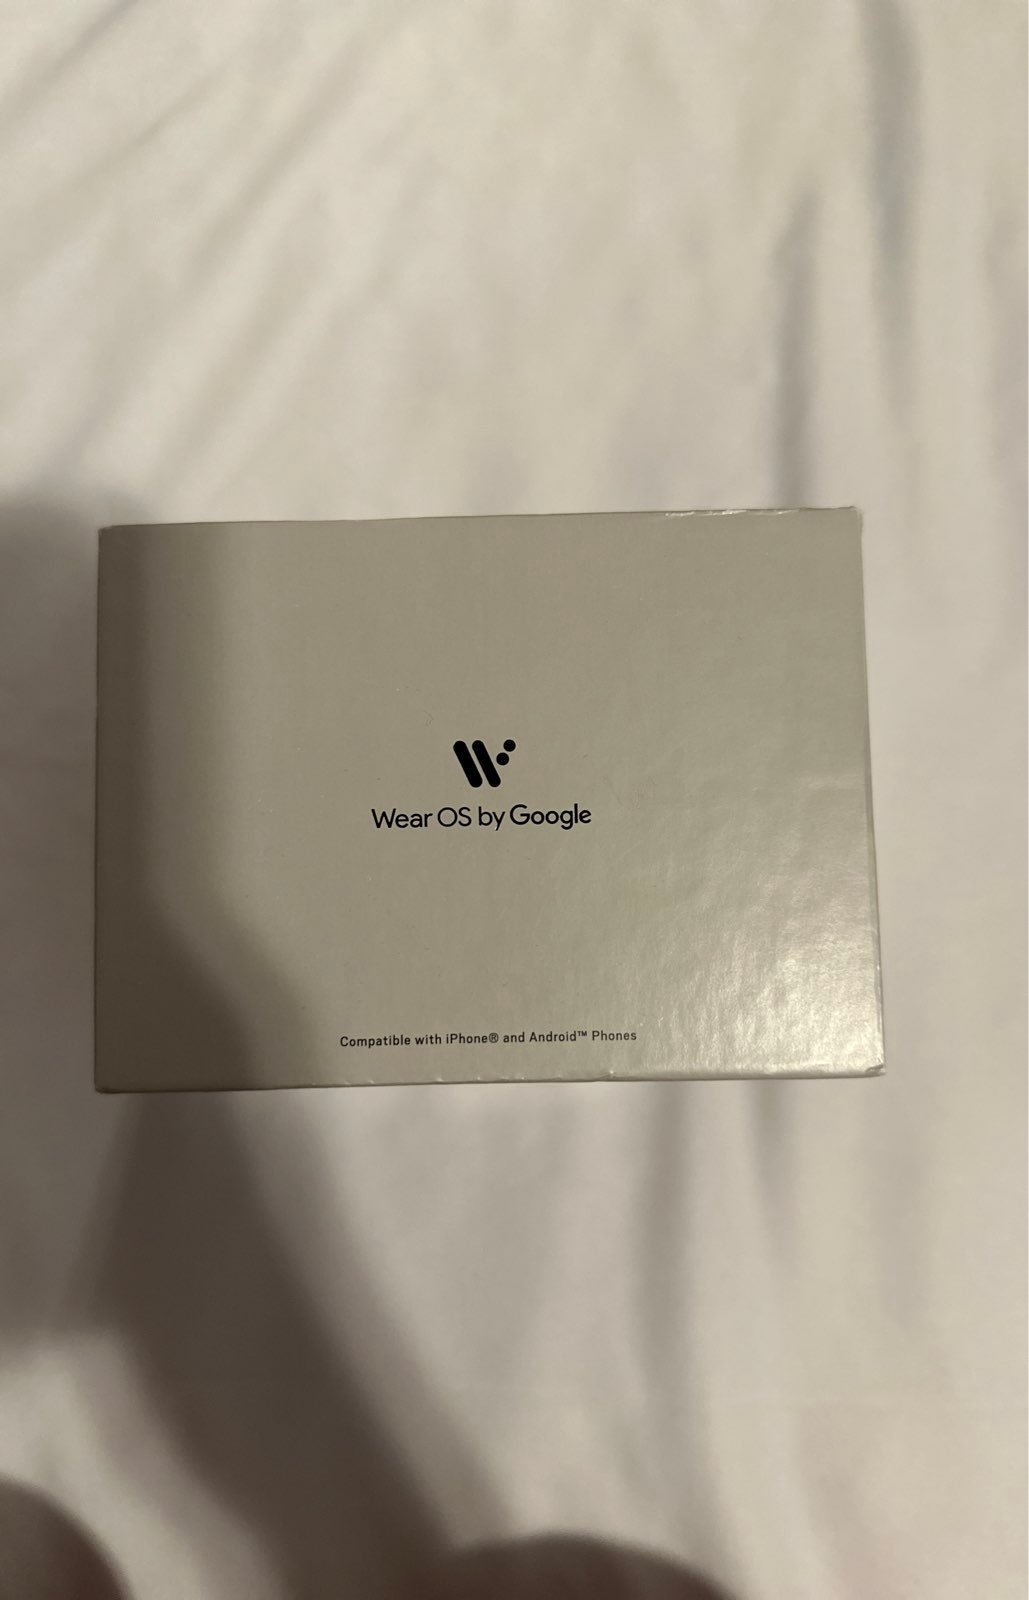 Wear OS by Google
Compatible with iPhone® and Android™ Phones